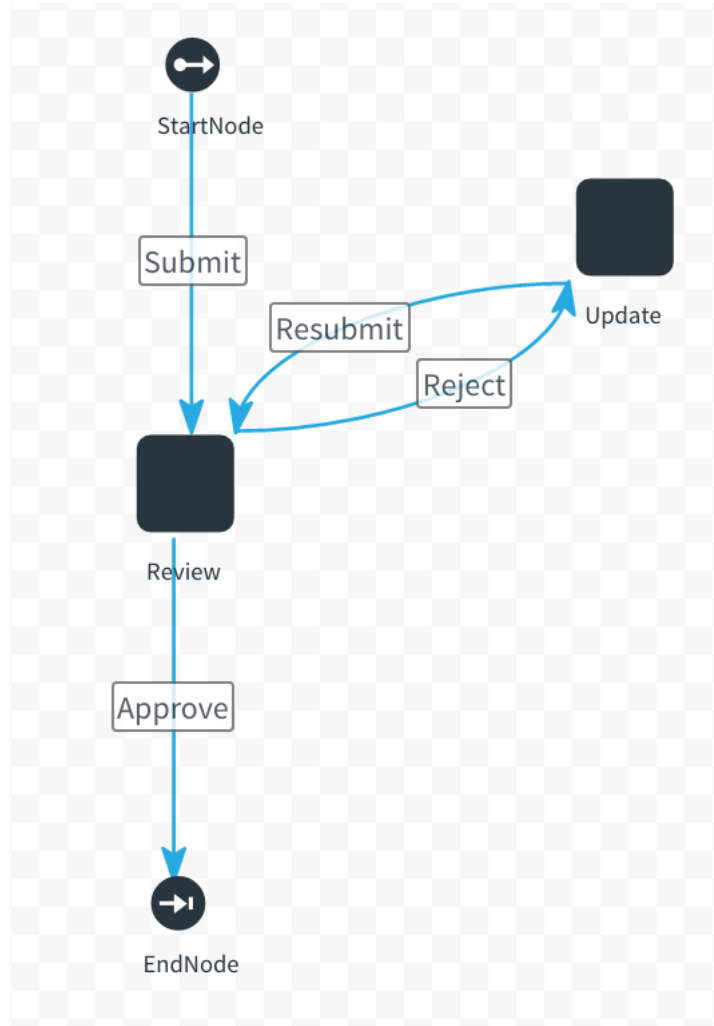 StartNode
Submit
Update
Resubmit
Reject
Review
Approve
EndNode